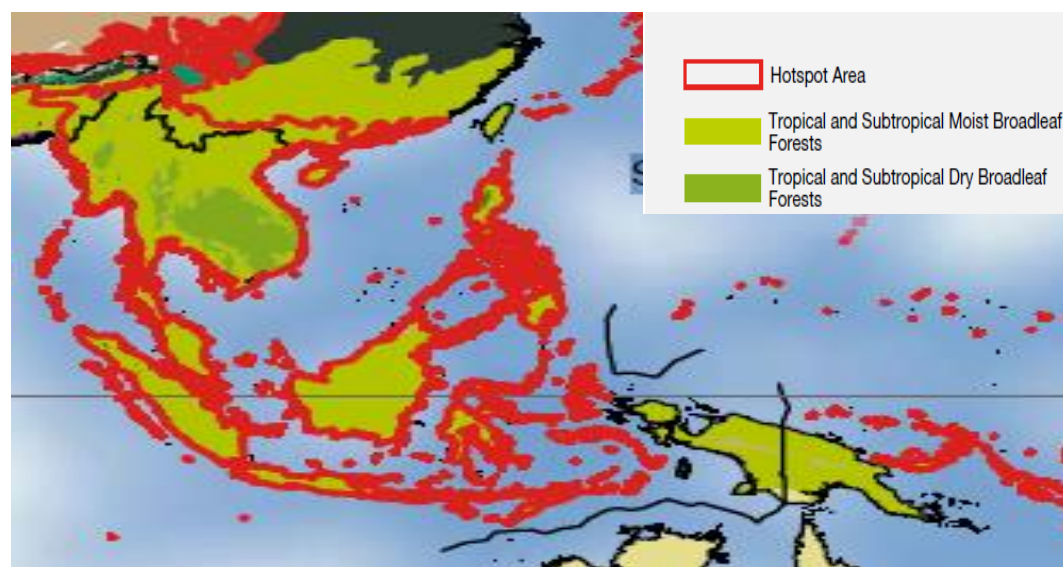 Hotspot Area
Tropical and Subtropical Moist Broadleaf
Forests
Tropical and Subtropical Dry Broadleaf
Forests
S